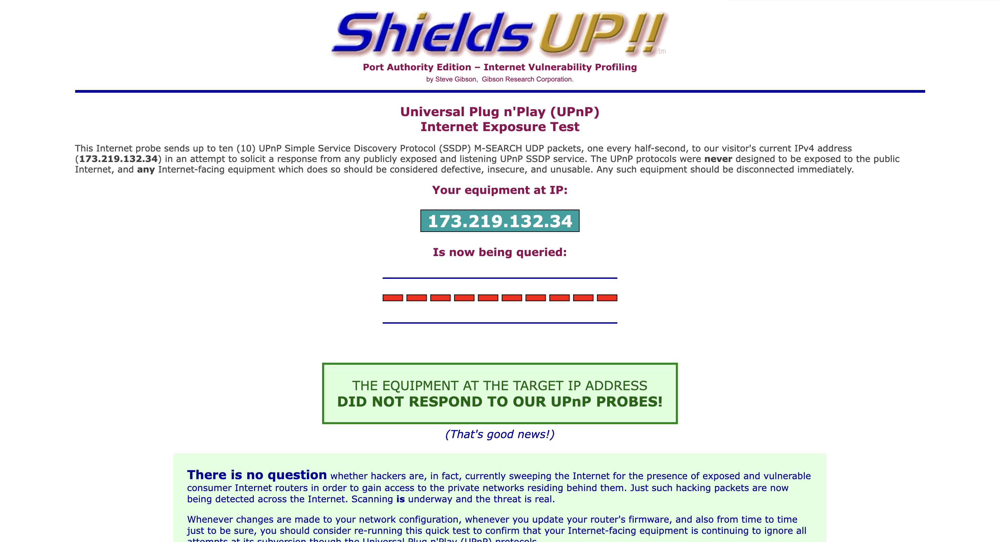 Shields UP!! tm
Port Authority Edition – Internet Vulnerability Profiling
by Steve Gibson, Gibson Research Corporation.
Universal Plug n'Play (UPnP)
Internet Exposure Test
This Internet probe sends up to ten (10) UPnP Simple Service Discovery Protocol (SSDP) M-SEARCH UDP packets, one every half-second, to our visitor's current IPv4 address
(173.219.132.34) in an attempt to solicit a response from any publicly exposed and listening UPnP SSDP service. The UPnP protocols were never designed to be exposed to the public
Internet, and any Internet-facing equipment which does so should be considered defective, insecure, and unusable. Any such equipment should be disconnected immediately.
Your equipment at IP:
173.219.132.34
Is now being queried:
THE EQUIPMENT AT THE TARGET IP ADDRESS
DID NOT RESPOND TO OUR UPnP PROBES!
(That's good news!)
There is no question whether hackers are, in fact, currently sweeping the Internet for the presence of exposed and vulnerable
consumer Internet routers in order to gain access to the private networks residing behind them. Just such hacking packets are now
being detected across the Internet. Scanning is underway and the threat is real.
Whenever changes are made to your network configuration, whenever you update your router's firmware, and also from time to time
just to be sure, you should consider re-running this quick test to confirm that your Internet-facing equipment is continuing to ignore all
attempts at its subversion though the Universal Plug n'Play (UPnP) protocols.